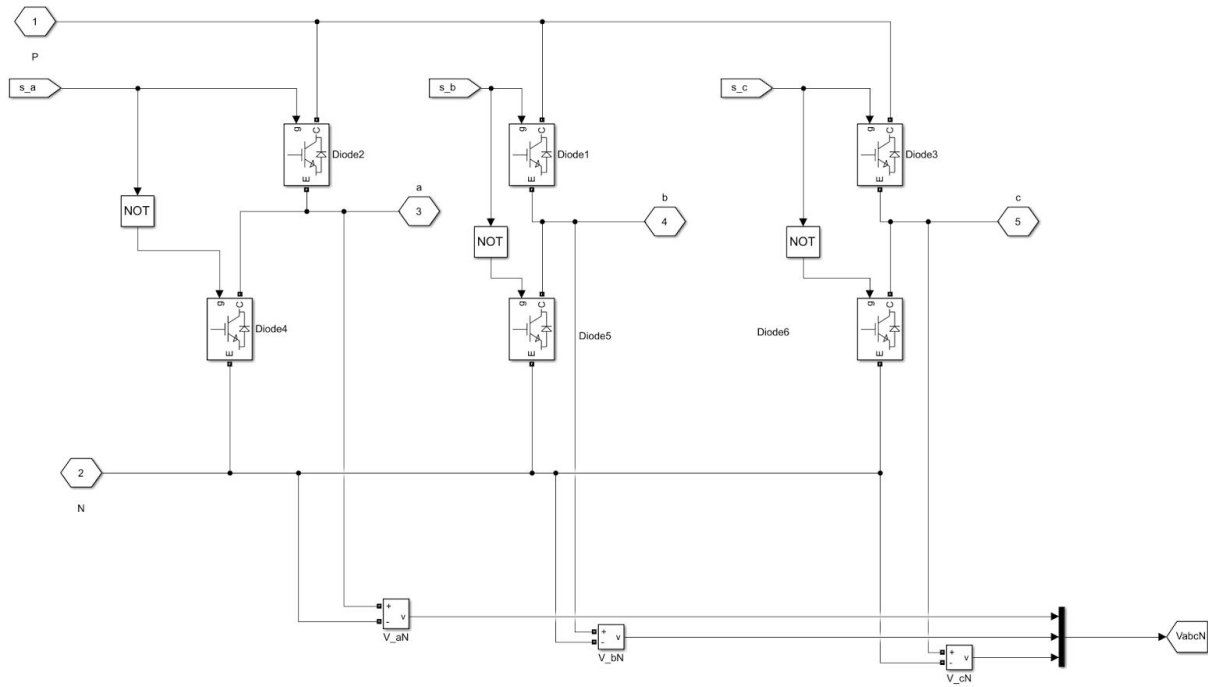 1
P
s_a
s_b
s_c
g C
E
Diode2
g C
E
Diode1
g C
E
Diode3
NOT
a
3
NOT
b
4
NOT
c
5
g C
E
Diode4
g C
E
Diode5
Diode6
g C
E
2
N
+
-
v
V_aN
+
-
v
V_bN
+
-
v
V_cN
VabcN